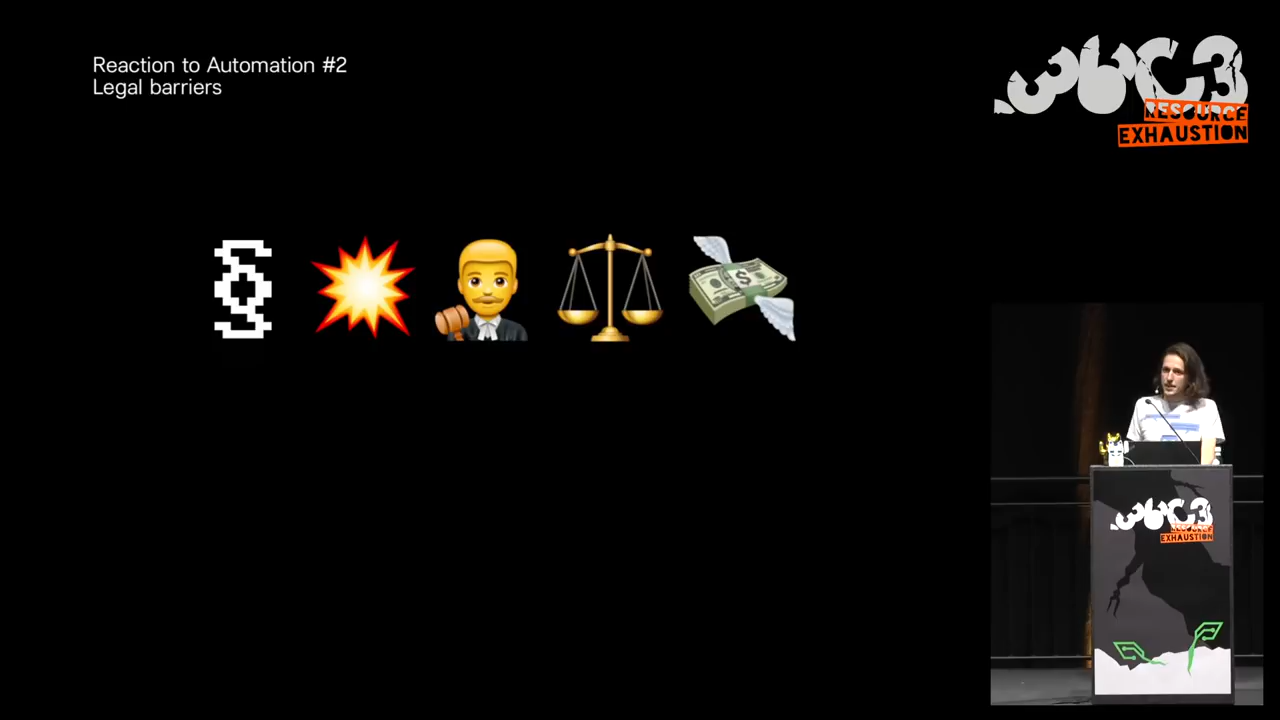 Reaction to Automation #2
Legal barriers
36C3
RESOURCE
EXHAUSTION
§
36C3
RESOURCE
EXHAUSTION